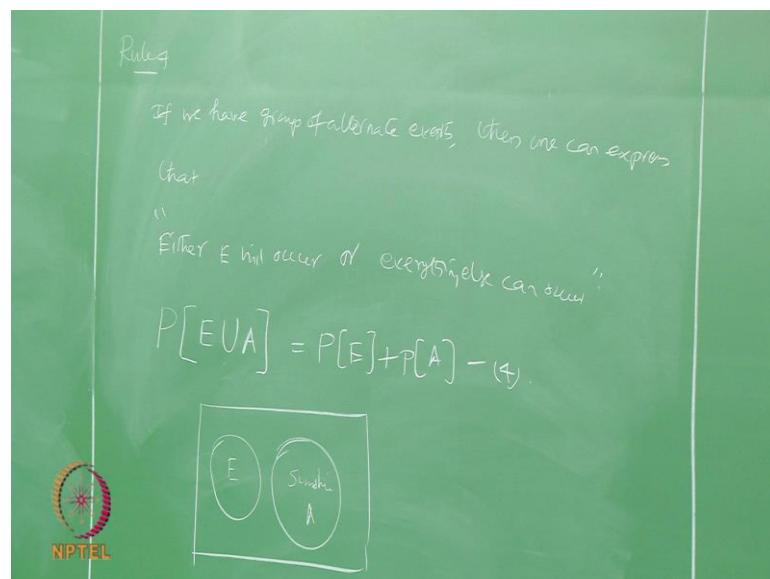 Rule 4
If we have group of alternate events, then one can express
that
"
Either E will occur or everything else can occur"
P[EUA] = P[E]+P[A] - (4).
E
A
NPTEL